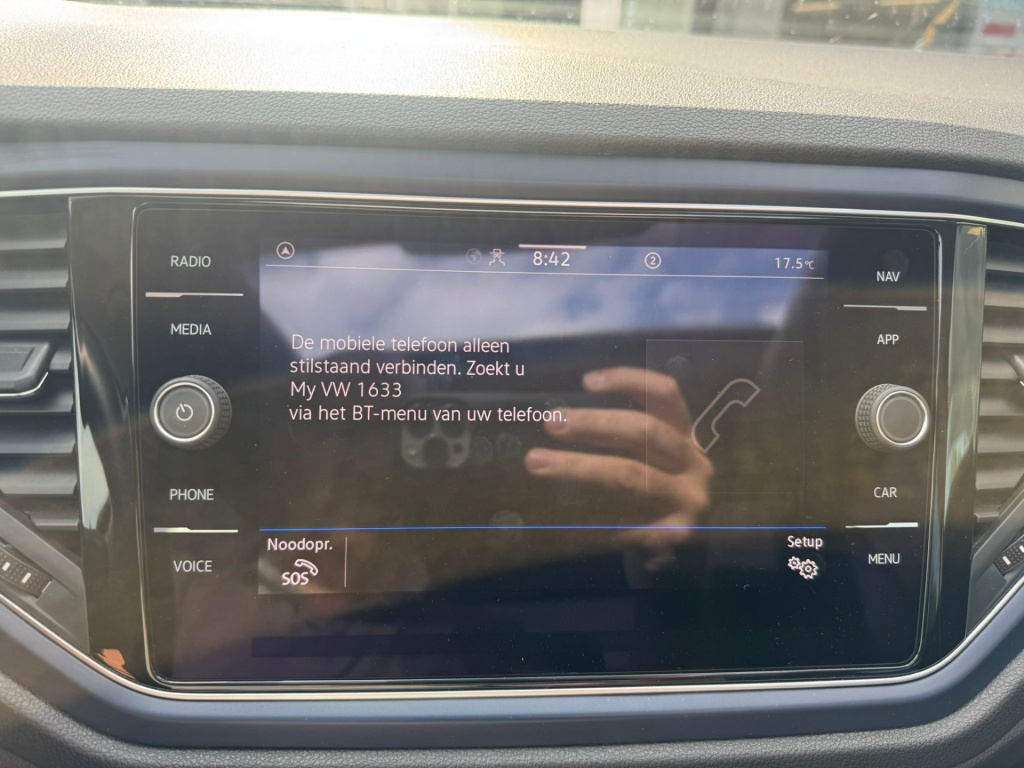 RADIO
MEDIA
PHONE
VOICE
8:42
2
17.5°C
De mobiele telefoon alleen
stilstaand verbinden. Zoekt u
My VW 1633
via het BT-menu van uw telefoon.
Noodopr.
SOS
Setup
NAV
APP
CAR
MENU